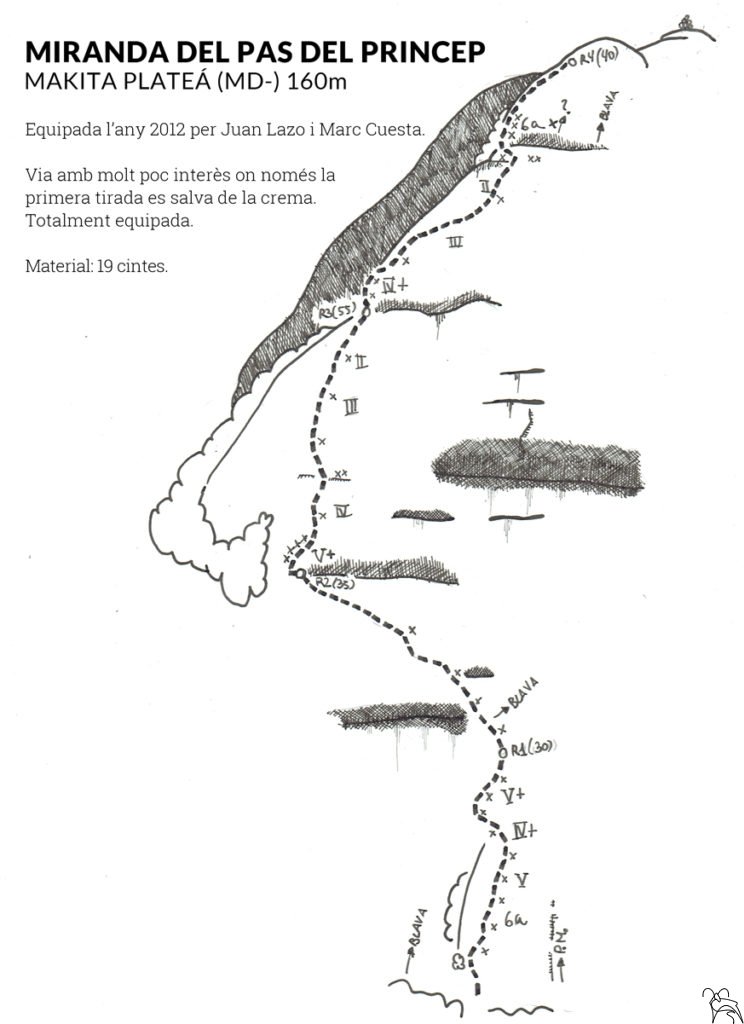 MIRANDA DEL PAS DEL PRINCEP
MAKITA PLATEÁ (MD-) 160m
Equipada l'any 2012 per Juan Lazo i Marc Cuesta.
Via amb molt poc interès on només la
primera tirada es salva de la crema.
Totalment equipada.
Material: 19 cintes.
R4(40)
BLAVA
?
6a
II
III
IV+
R3(55)
II
III
IV
V+
R2(35)
BLAVA
R1(30)
V+
IV+
V
6a
BLAVA
P.M.